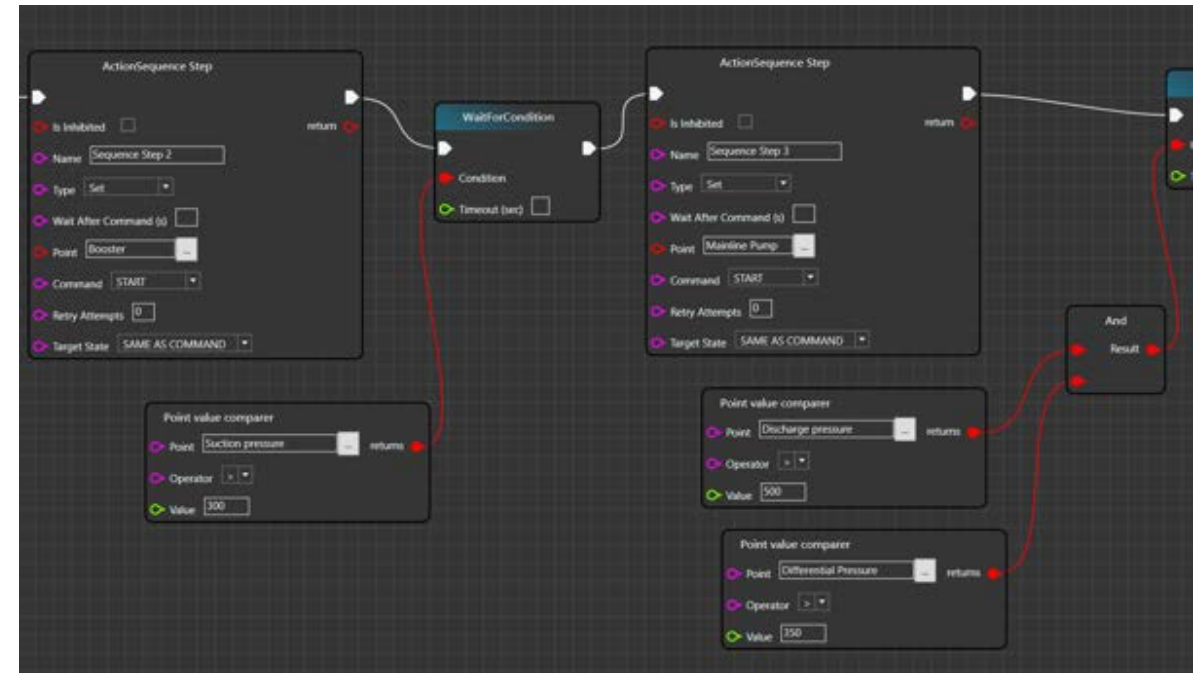 ActionSequence Step
Is Inhibited
return
Name Sequence Step 2
Type Set
Wait After Command (s)
Point Booster ...
Command START
Retry Attempts 0
Target State SAME AS COMMAND
WaitForCondition
Condition
Timeout (sec)
Point value comparer
Point Suction pressure ... returns
Operator >
Value 300
ActionSequence Step
Is Inhibited
return
Name Sequence Step 3
Type Set
Wait After Command (s)
Point Mainline Pump ...
Command START
Retry Attempts 0
Target State SAME AS COMMAND
And
Result
Point value comparer
Point Discharge pressure ... returns
Operator >
Value 500
Point value comparer
Point Differential Pressure ... returns
Operator >
Value 350